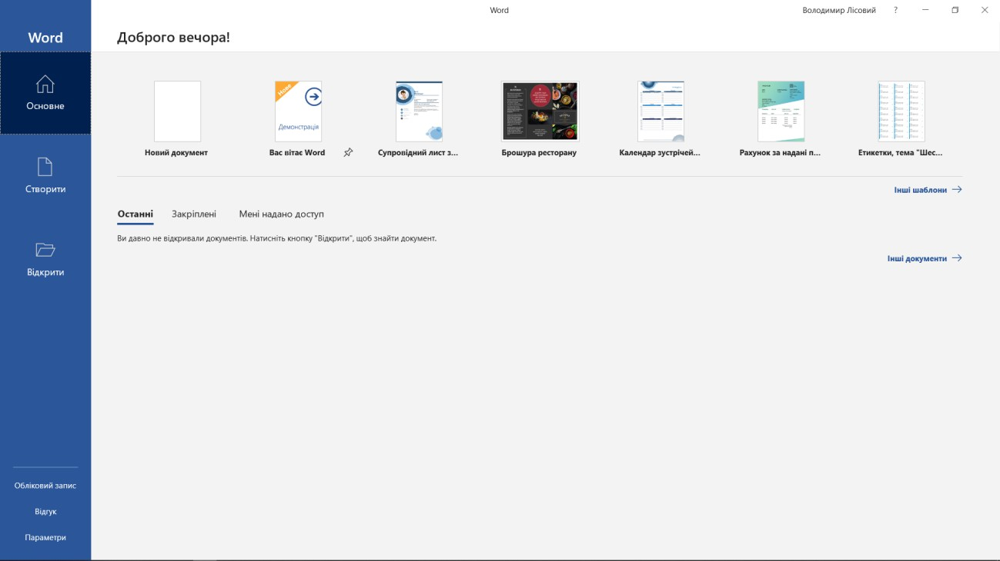 Word
Володимир Лісовий ?
Word
Доброго вечора!
Основне
Створити
Відкрити
Обліковий запис
Відгук
Параметри
Нове
Демонстрація
Новий документ
Вас вітає Word
Супровідний лист з...
Брошура ресторану
Календар зустрічей...
Рахунок за надані п...
Етикетки, тема "Шес...
Інші шаблони
Останні Закріплені Мені надано доступ
Ви давно не відкривали документів. Натисніть кнопку "Відкрити", щоб знайти документ.
Інші документи